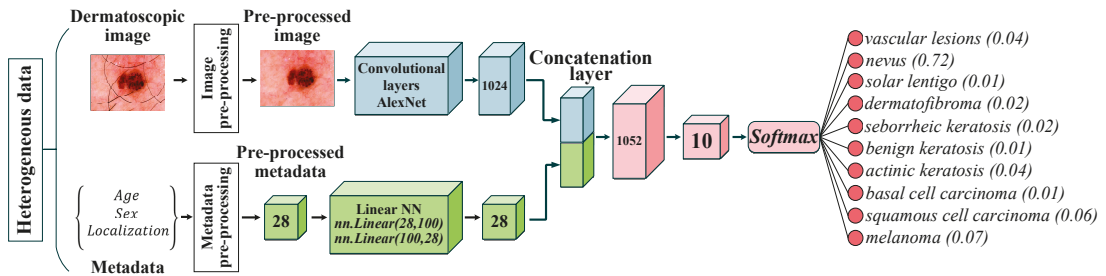 Heterogeneous data
Dermatoscopic
image
Image
pre-processing
Pre-processed
image
Convolutional
layers
AlexNet
1024
Age
Sex
Localization
Metadata
Metadata
pre-processing
Pre-processed
metadata
28
Linear NN
nn.Linear(28,100)
nn.Linear(100,28)
28
Concatenation
layer
1052
10
Softmax
vascular lesions (0.04)
nevus (0.72)
solar lentigo (0.01)
dermatofibroma (0.02)
seborrheic keratosis (0.02)
benign keratosis (0.01)
actinic keratosis (0.04)
basal cell carcinoma (0.01)
squamous cell carcinoma (0.06)
melanoma (0.07)